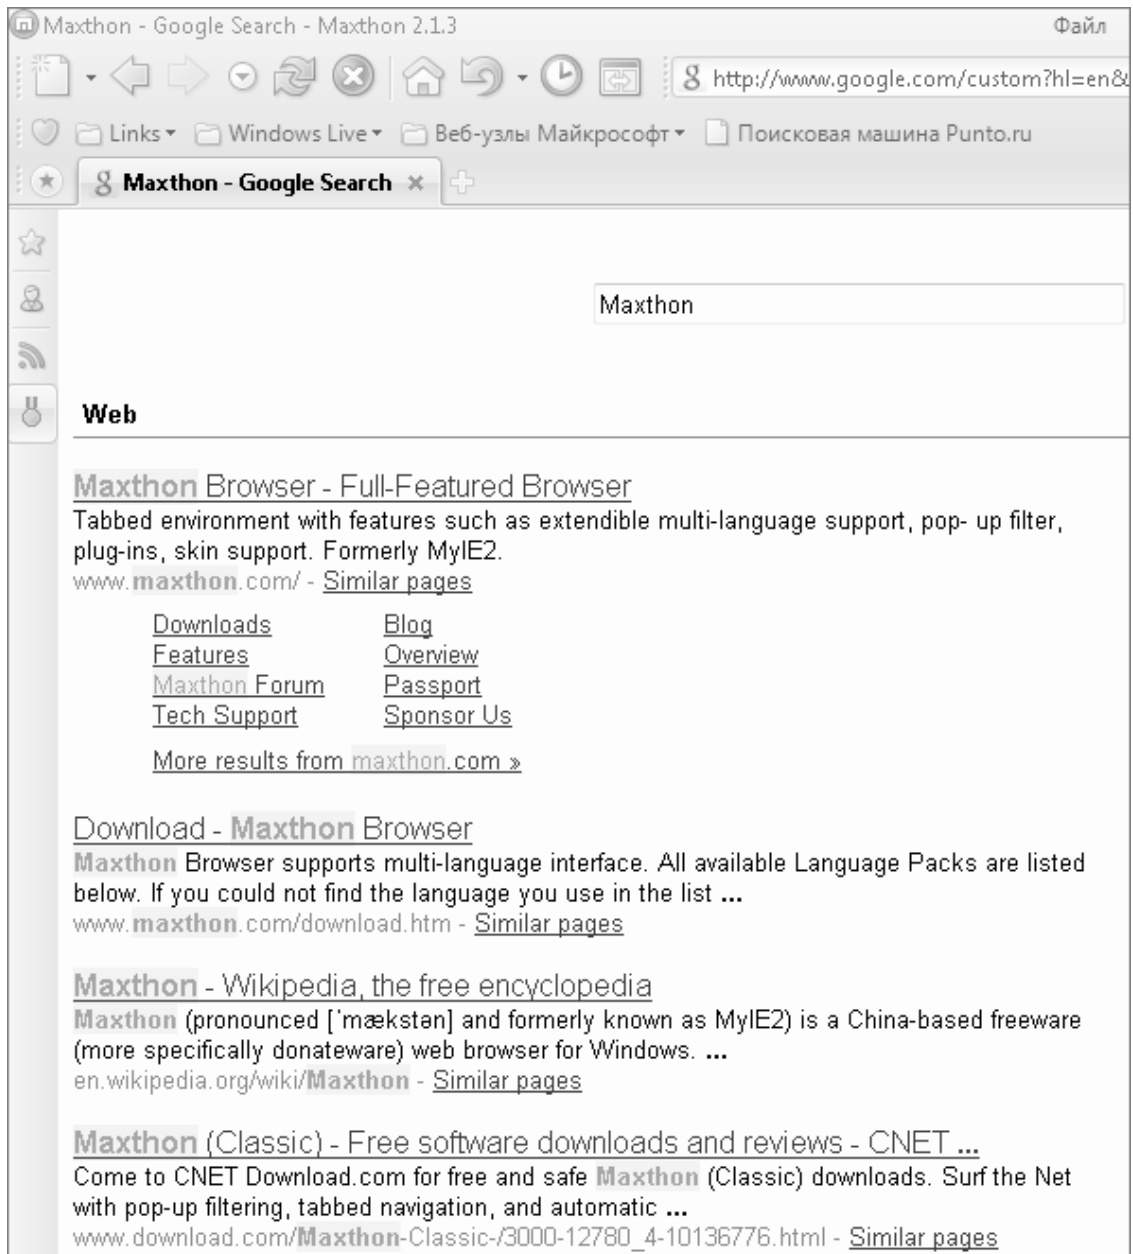 Maxthon - Google Search - Maxthon 2.1.3 Файл
http://www.google.com/custom?hl=en&
Links Windows Live Веб-узлы Майкрософт Поисковая машина Punto.ru
Maxthon - Google Search
Maxthon
Web
Maxthon Browser - Full-Featured Browser
Tabbed environment with features such as extendible multi-language support, pop- up filter,
plug-ins, skin support. Formerly MyIE2.
www.maxthon.com/ - Similar pages
Downloads Blog
Features Overview
Maxthon Forum Passport
Tech Support Sponsor Us
More results from maxthon.com »
Download - Maxthon Browser
Maxthon Browser supports multi-language interface. All available Language Packs are listed
below. If you could not find the language you use in the list ...
www.maxthon.com/download.htm - Similar pages
Maxthon - Wikipedia, the free encyclopedia
Maxthon (pronounced [ˈmækstən] and formerly known as MyIE2) is a China-based freeware
(more specifically donateware) web browser for Windows. ...
en.wikipedia.org/wiki/Maxthon - Similar pages
Maxthon (Classic) - Free software downloads and reviews - CNET ...
Come to CNET Download.com for free and safe Maxthon (Classic) downloads. Surf the Net
with pop-up filtering, tabbed navigation, and automatic ...
www.download.com/Maxthon-Classic-/3000-12780_4-10136776.html - Similar pages